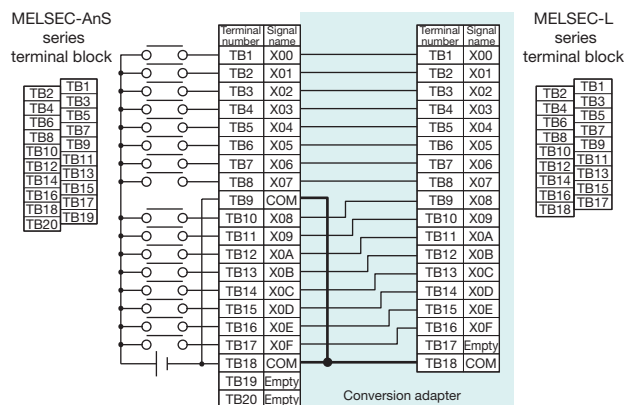 MELSEC-AnS
series
terminal block
TB2 TB1
TB4 TB3
TB6 TB5
TB8 TB7
TB10 TB9
TB12 TB11
TB14 TB13
TB16 TB15
TB18 TB17
TB20 TB19
Terminal number Signal name
TB1 X00
TB2 X01
TB3 X02
TB4 X03
TB5 X04
TB6 X05
TB7 X06
TB8 X07
TB9 COM
TB10 X08
TB11 X09
TB12 X0A
TB13 X0B
TB14 X0C
TB15 X0D
TB16 X0E
TB17 X0F
TB18 COM
TB19 Empty
TB20 Empty
Terminal number Signal name
TB1 X00
TB2 X01
TB3 X02
TB4 X03
TB5 X04
TB6 X05
TB7 X06
TB8 X07
TB9 X08
TB10 X09
TB11 X0A
TB12 X0B
TB13 X0C
TB14 X0D
TB15 X0E
TB16 X0F
TB17 Empty
TB18 COM
Conversion adapter
MELSEC-L
series
terminal block
TB2 TB1
TB4 TB3
TB6 TB5
TB8 TB7
TB10 TB9
TB12 TB11
TB14 TB13
TB16 TB15
TB18 TB17